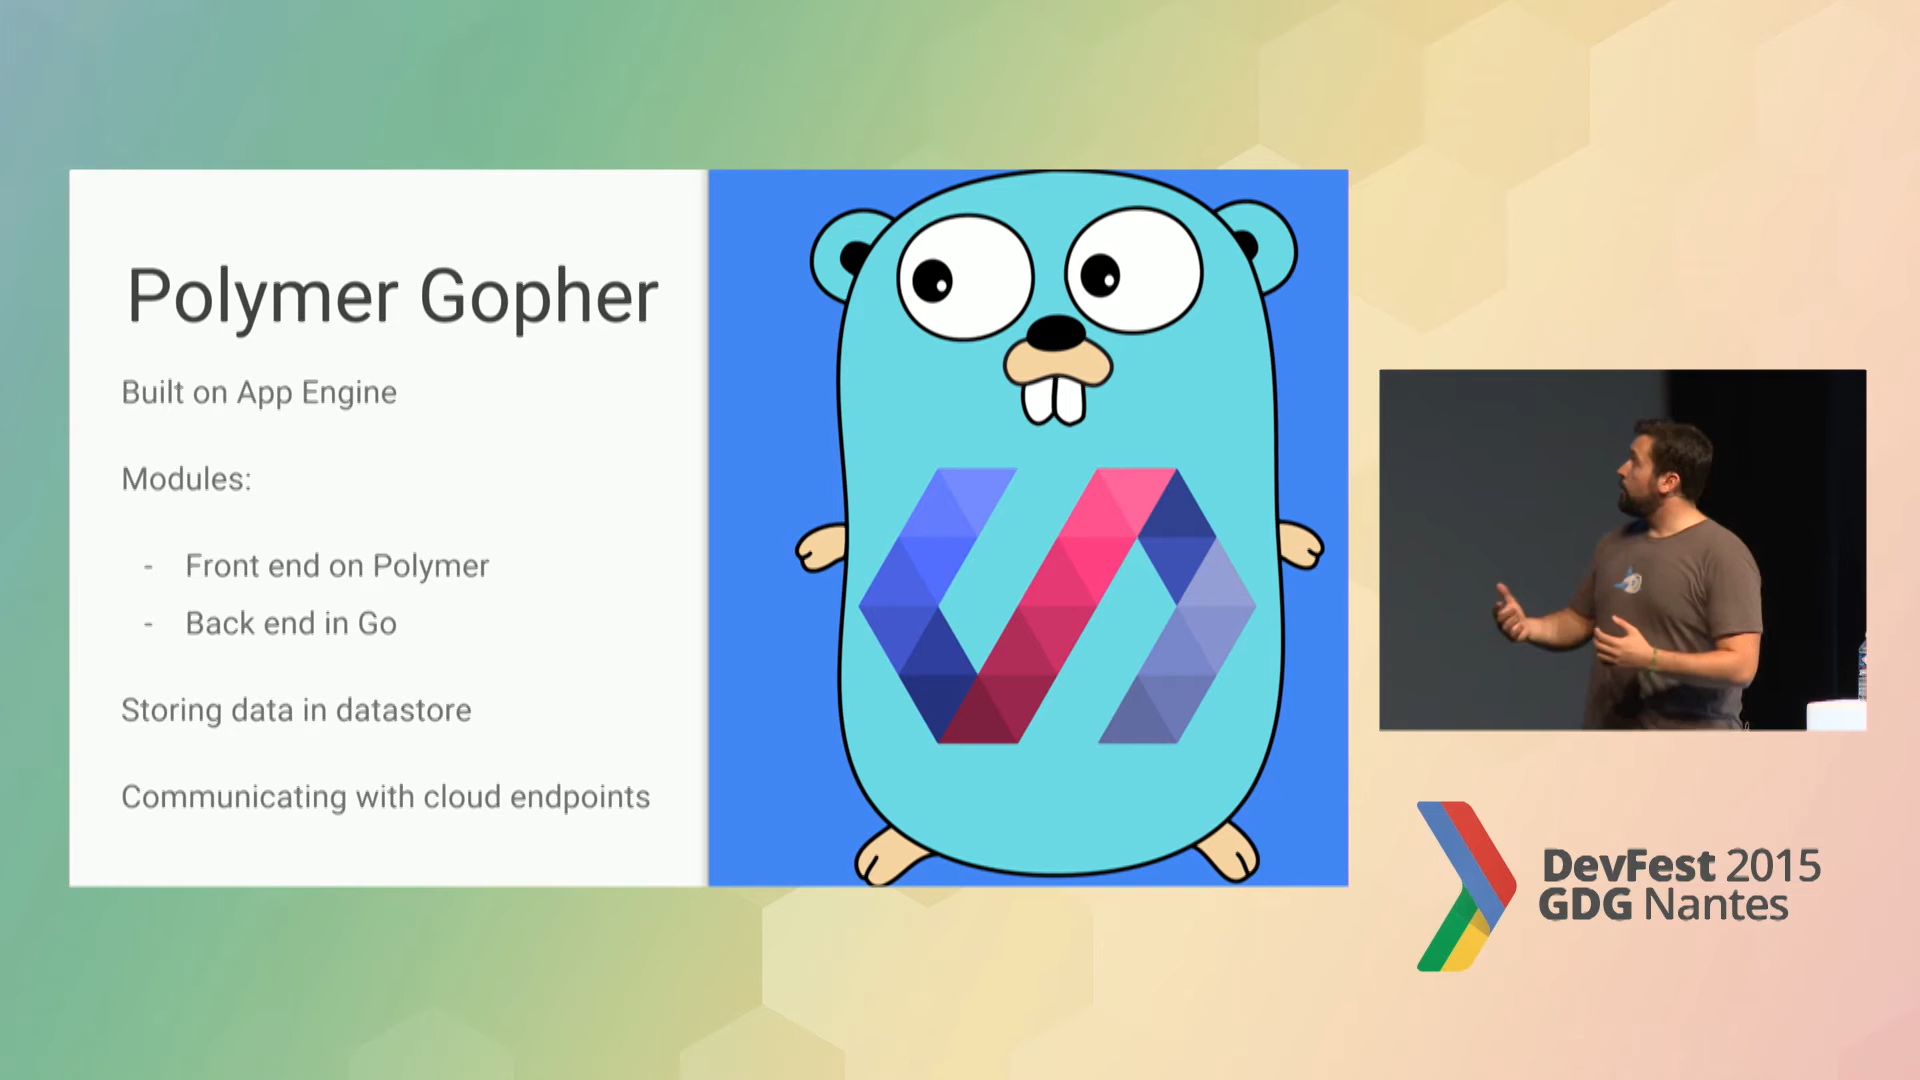 Polymer Gopher
Built on App Engine
Modules:
- Front end on Polymer
- Back end in Go
Storing data in datastore
Communicating with cloud endpoints
DevFest 2015
GDG Nantes